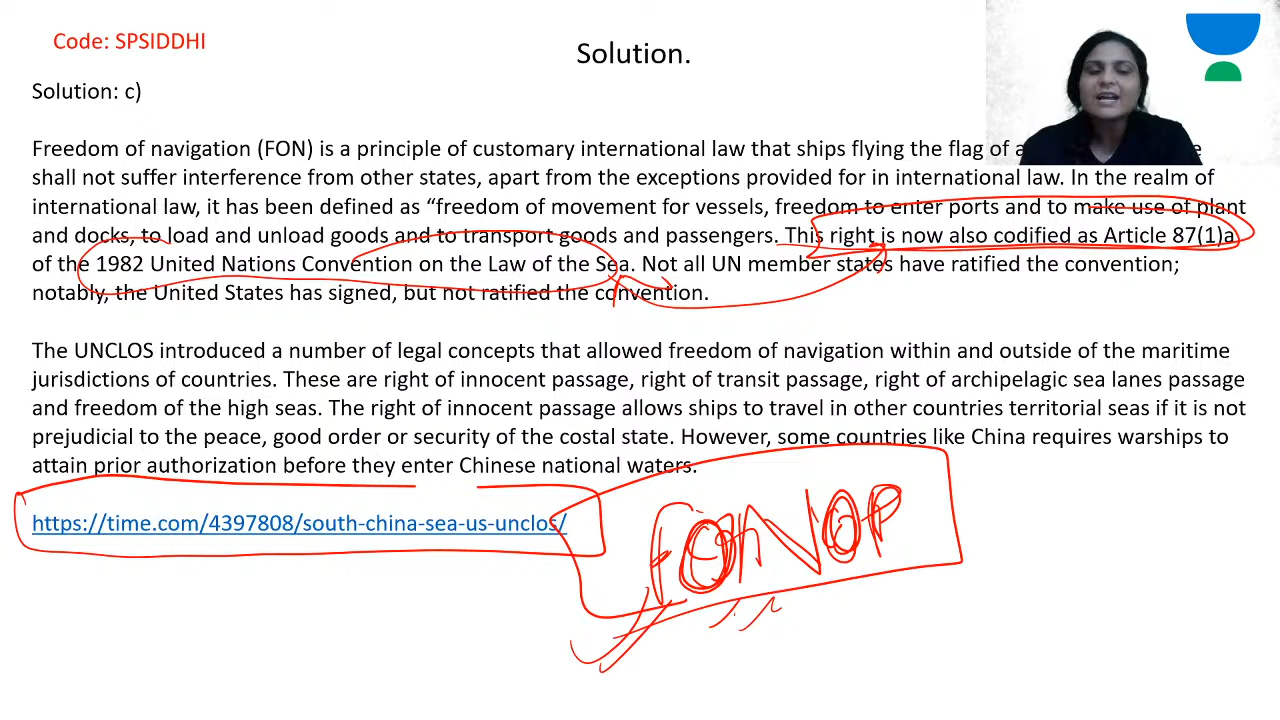 Code: SPSIDDHI
Solution.
Solution: c)
Freedom of navigation (FON) is a principle of customary international law that ships flying the flag of
shall not suffer interference from other states, apart from the exceptions provided for in international law. In the realm of
international law, it has been defined as “freedom of movement for vessels, freedom to enter ports and to make use of plant
and docks, to load and unload goods and to transport goods and passengers. This right is now also codified as Article 87(1)a
of the 1982 United Nations Convention on the Law of the Sea. Not all UN member states have ratified the convention;
notably, the United States has signed, but not ratified the convention.
The UNCLOS introduced a number of legal concepts that allowed freedom of navigation within and outside of the maritime
jurisdictions of countries. These are right of innocent passage, right of transit passage, right of archipelagic sea lanes passage
and freedom of the high seas. The right of innocent passage allows ships to travel in other countries territorial seas if it is not
prejudicial to the peace, good order or security of the costal state. However, some countries like China requires warships to
attain prior authorization before they enter Chinese national waters.
https://time.com/4397808/south-china-sea-us-unclos/
FONOP